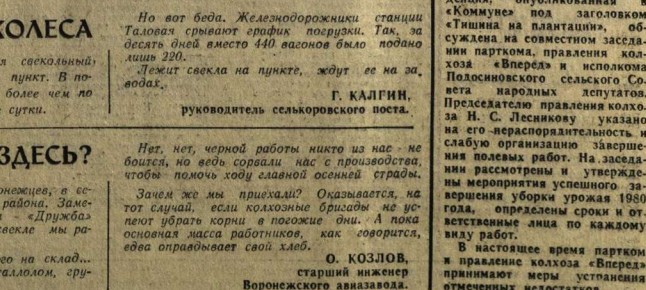 КОЛЕСА
я свекольный
пункт. В по-
более чем по
сутки.
Но вот беда. Железнодорожники станции
Таловая срывают график погрузки. Так, за
десять дней вместо 440 вагонов было подано
лишь 220.
Лежит свекла на пункте, ждут ее на за-
водах.
Г. КАЛГИН,
руководитель селькоровского поста.
ЗДЕСЬ?
онежцев, в се-
района. Заме-
«Дружба»
свекле мы ра-
его на склад...
аллолом, гру-
Нет, нет, черной работы никто из нас не
боится, но ведь сорвали нас с производства,
чтобы помочь ходу главной осенней страды.
Зачем же мы приехали? Оказывается, на
тот случай, если колхозные бригады не ус-
пеют убрать корни в погожие дни. А пока
основная масса работников, как говорится,
едва оправдывает свой хлеб.
О. КОЗЛОВ,
старший инженер
Воронежского авиазавода.
дакция, опубликованная в
«Коммуне» под заголовком
«Тишина на плантации», об-
суждена на совместном заседа-
нии парткома, правления кол-
хоза «Вперед» и исполкома
Подосиновского сельского Со-
вета народных депутатов.
Председателю правления колхо-
за Н. С. Лесникову указано
на его нераспорядительность и
слабую организацию заверше-
ния полевых работ. На заседа-
нии рассмотрены и утвержде-
ны мероприятия успешного за-
вершения уборки урожая 1980
года, определены сроки и от-
ветственные лица по каждому
виду работ.
В настоящее время партком
и правление колхоза «Вперед»
принимают меры устранения
отмеченных недостатков.